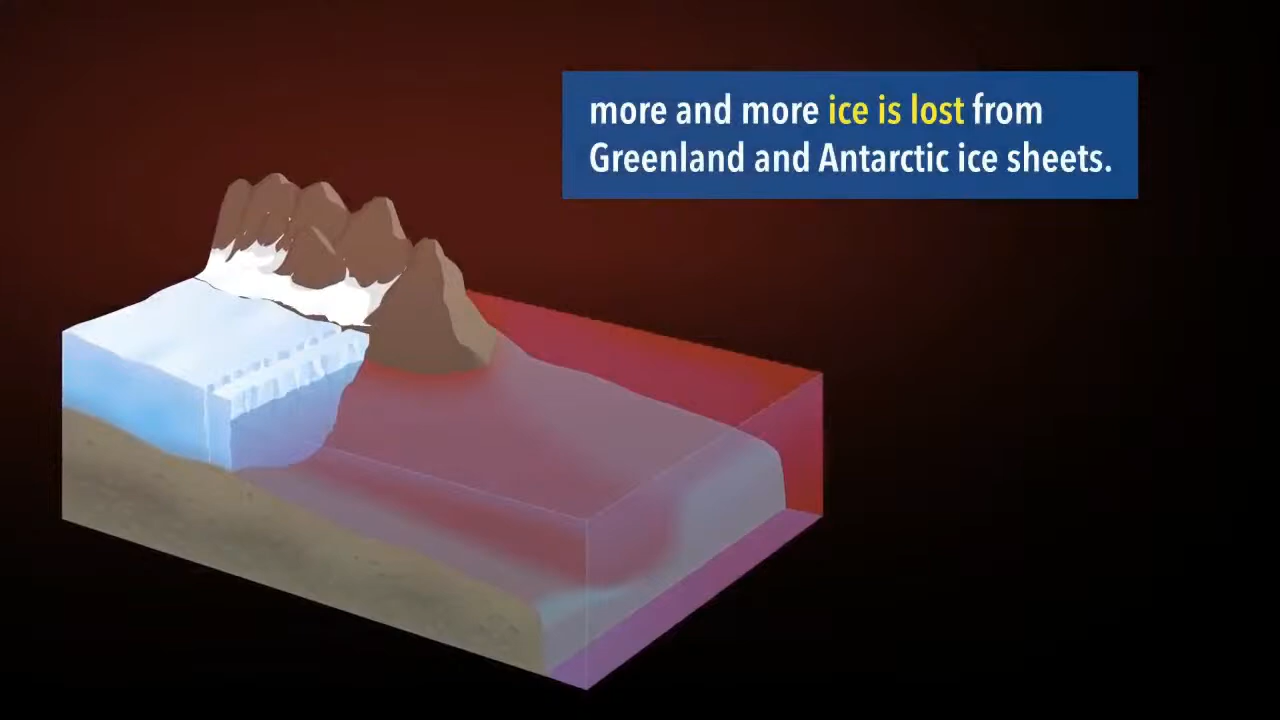 more and more ice is lost from
Greenland and Antarctic ice sheets.